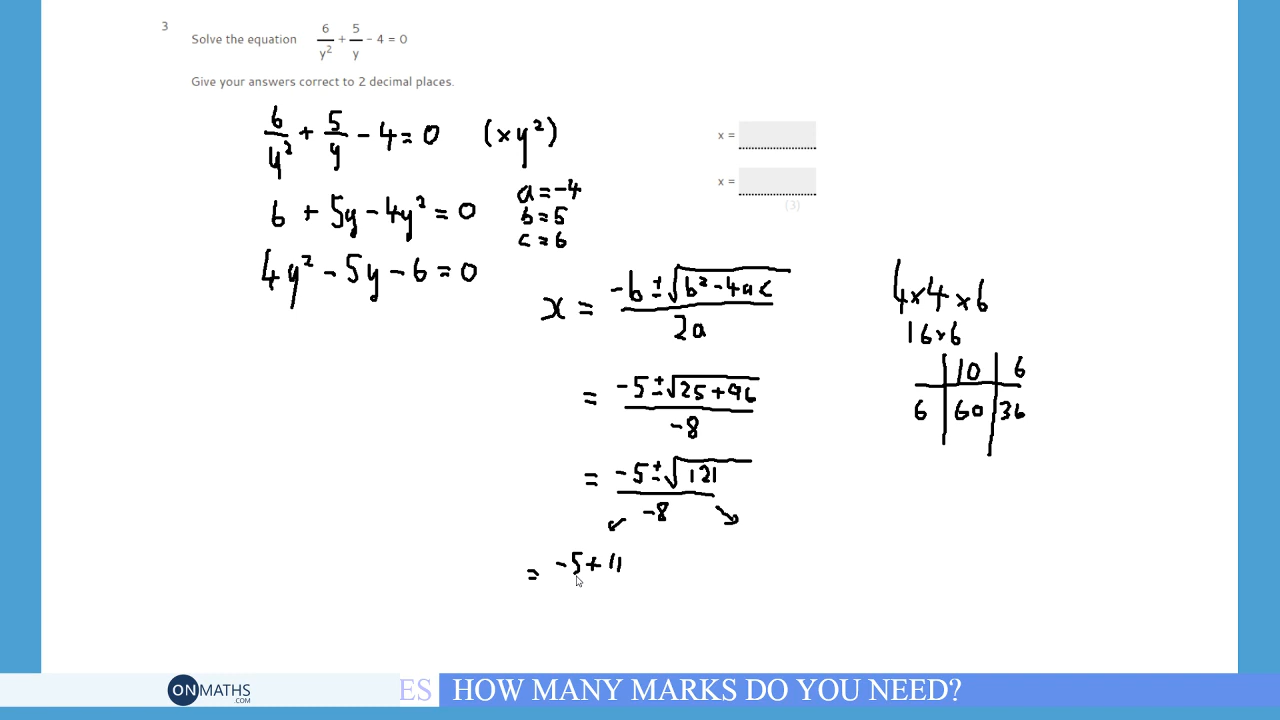 3
Solve the equation 6/y² + 5/y - 4 = 0
Give your answers correct to 2 decimal places.
6/y² + 5/y - 4 = 0 (×y²)
6 + 5y - 4y² = 0
4y² - 5y - 6 = 0
a = -4
b = 5
c = 6
x =
x =
(3)
x = (-b ± √(b² - 4ac))/2a
= (-5 ± √(25 + 96))/-8
= (-5 ± √121)/-8
= -5 + 11
4 × 4 × 6
16 × 6
10 6
6 60 36
ONMATHS
.COM
ES HOW MANY MARKS DO YOU NEED?